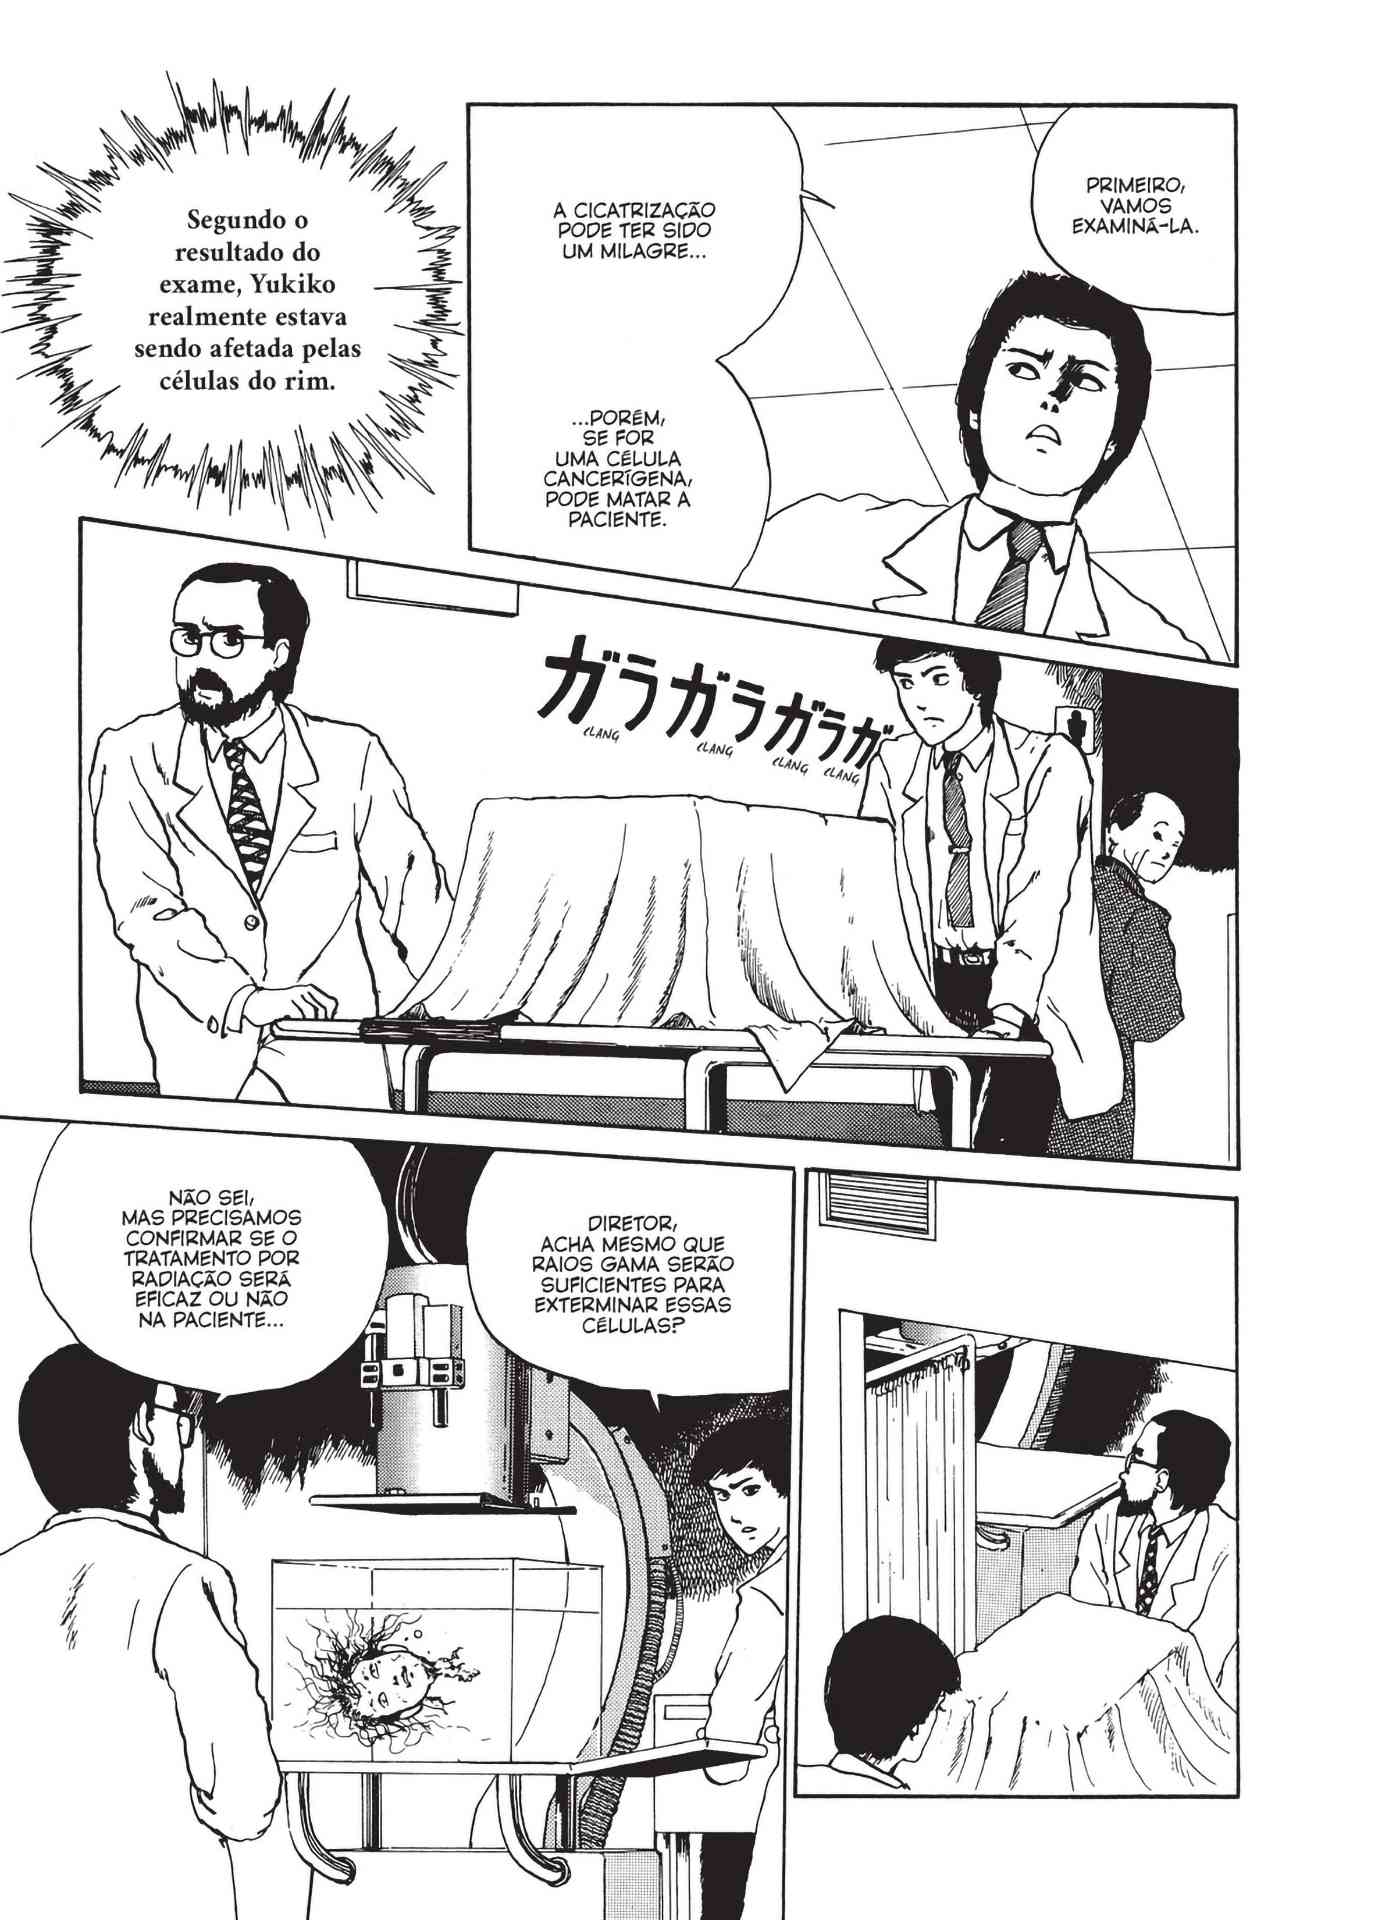 PRIMEIRO,
VAMOS
EXAMINÁ-LA.
A CICATRIZAÇÃO
PODE TER SIDO
UM MILAGRE...
...PORÉM,
SE FOR
UMA CÉLULA
CANCERÍGENA,
PODE MATAR A
PACIENTE.
Segundo o
resultado do
exame, Yukiko
realmente estava
sendo afetada pelas
células do rim.
ガラガラガラガ
CLANG
CLANG
CLANG
CLANG
DIRETOR,
ACHA MESMO QUE
RAIOS GAMA SERÃO
SUFICIENTES PARA
EXTERMINAR ESSAS
CÉLULAS?
NÃO SEI,
MAS PRECISAMOS
CONFIRMAR SE O
TRATAMENTO POR
RADIAÇÃO SERÁ
EFICAZ OU NÃO
NA PACIENTE...